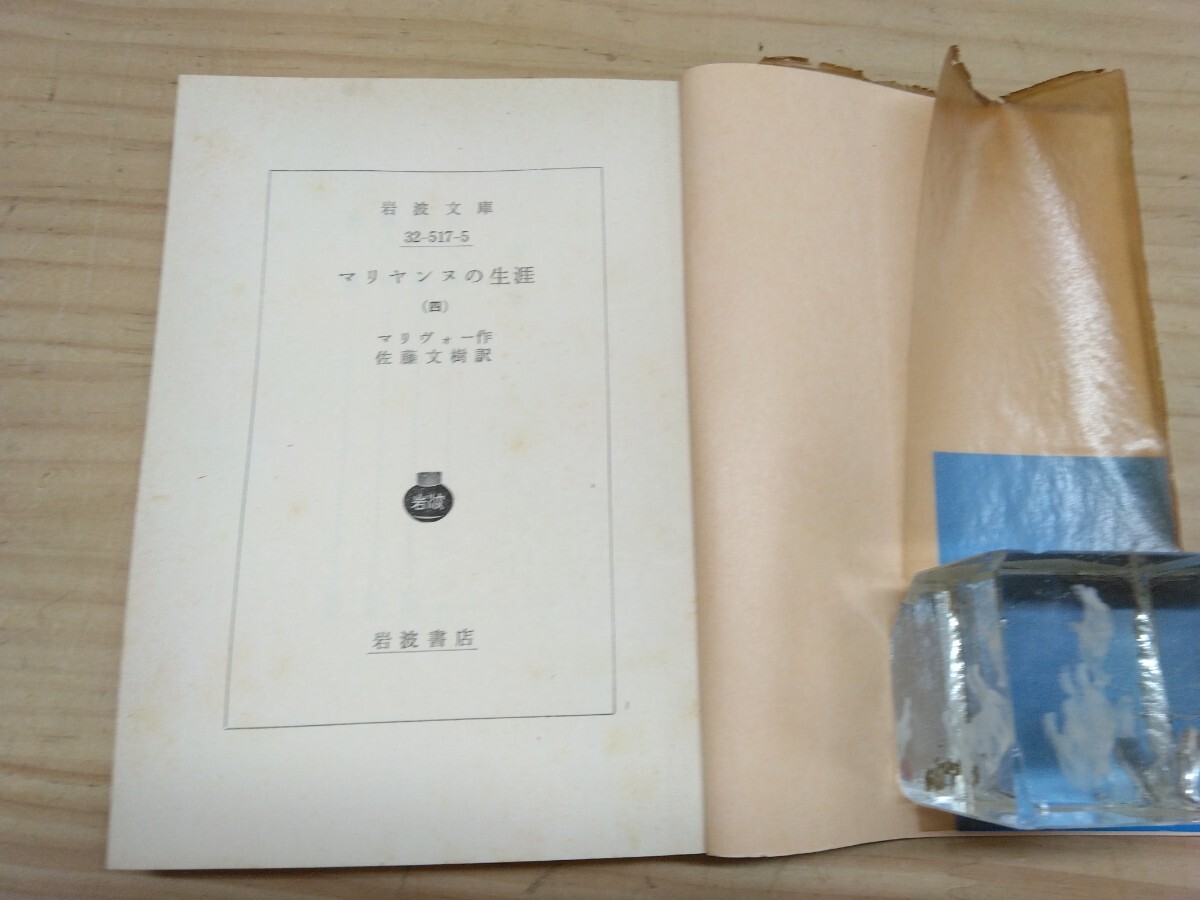 岩波文庫
32-517-5
マリヤンヌの生涯
(四)
マリヴォー作
佐藤文樹訳
岩波
岩波書店